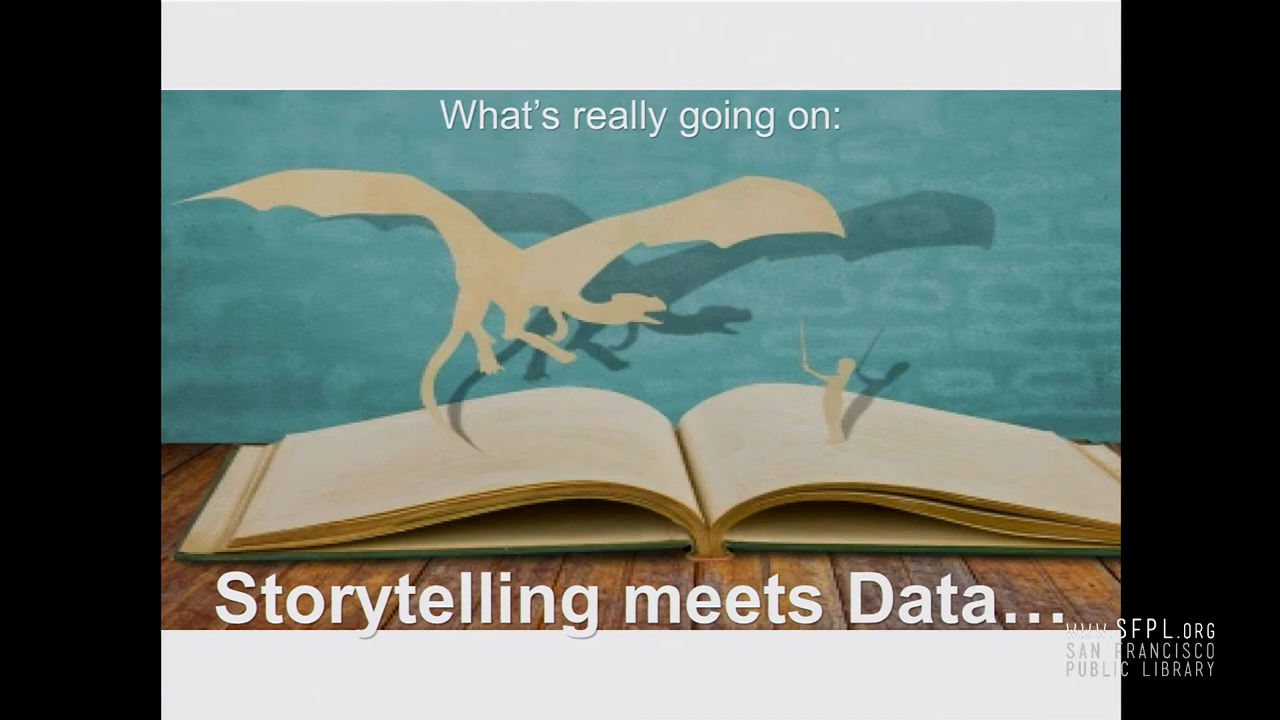 What's really going on:
Storytelling meets Data…
WWW.SFPL.ORG
SAN FRANCISCO
PUBLIC LIBRARY